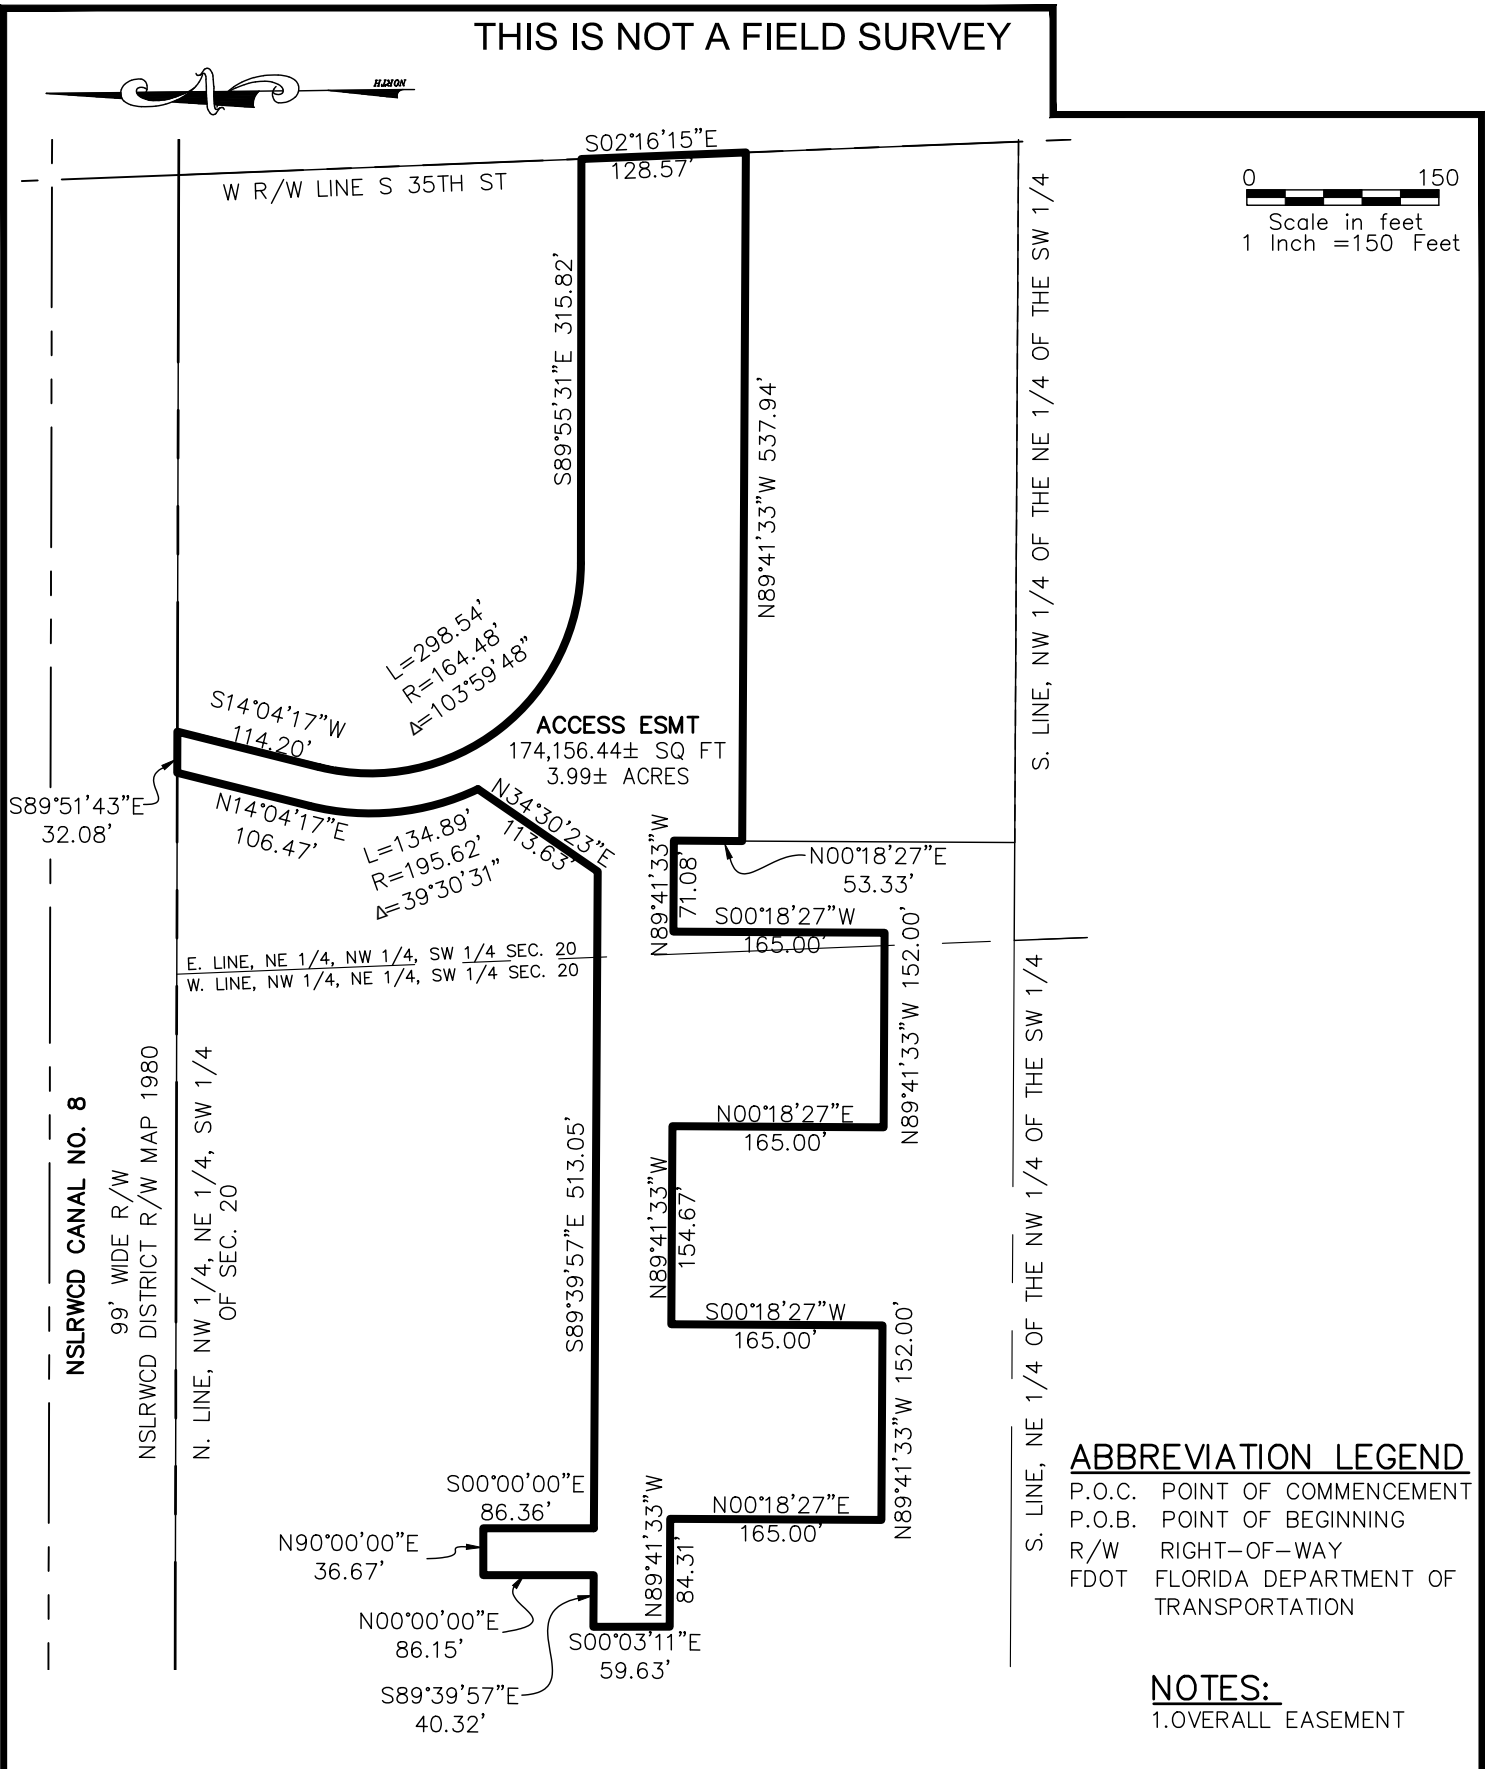 THIS IS NOT A FIELD SURVEY
NORTH
S02°16'15"E
128.57'
W R/W LINE S 35TH ST
0 150
Scale in feet
1 Inch =150 Feet
S89°55'31"E 315.82'
N89°41'33"W 537.94'
S. LINE, NW 1/4 OF THE NE 1/4 OF THE SW 1/4
L=298.54'
R=164.48'
Δ=103°59'48"
S14°04'17"W
114.20'
ACCESS ESMT
174,156.44± SQ FT
3.99± ACRES
S89°51'43"E
32.08'
N14°04'17"E
106.47'
L=134.89'
R=195.62'
Δ=39°30'31"
N34°30'23"E
113.63'
N89°41'33"W
71.08'
N00°18'27"E
53.33'
S00°18'27"W
165.00'
E. LINE, NE 1/4, NW 1/4, SW 1/4 SEC. 20
W. LINE, NW 1/4, NE 1/4, SW 1/4 SEC. 20
N89°41'33"W 152.00'
NSLRWCD CANAL NO. 8
99' WIDE R/W
NSLRWCD DISTRICT R/W MAP 1980
N. LINE, NW 1/4, NE 1/4, SW 1/4
OF SEC. 20
S89°39'57"E 513.05'
N00°18'27"E
165.00'
N89°41'33"W
154.67'
S00°18'27"W
165.00'
N89°41'33"W 152.00'
S. LINE, NE 1/4 OF THE NW 1/4 OF THE SW 1/4
S00°00'00"E
86.36'
N90°00'00"E
36.67'
N00°00'00"E
86.15'
S89°39'57"E
40.32'
N89°41'33"W
84.31'
N00°18'27"E
165.00'
S00°03'11"E
59.63'
ABBREVIATION LEGEND
P.O.C. POINT OF COMMENCEMENT
P.O.B. POINT OF BEGINNING
R/W RIGHT-OF-WAY
FDOT FLORIDA DEPARTMENT OF
TRANSPORTATION
NOTES:
1.OVERALL EASEMENT